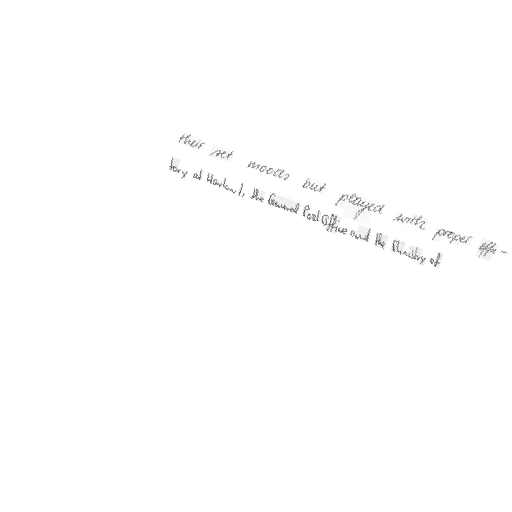 their set moods but played with proper effi-
tory at Harlow 1, the General Post Office and the Ministry of